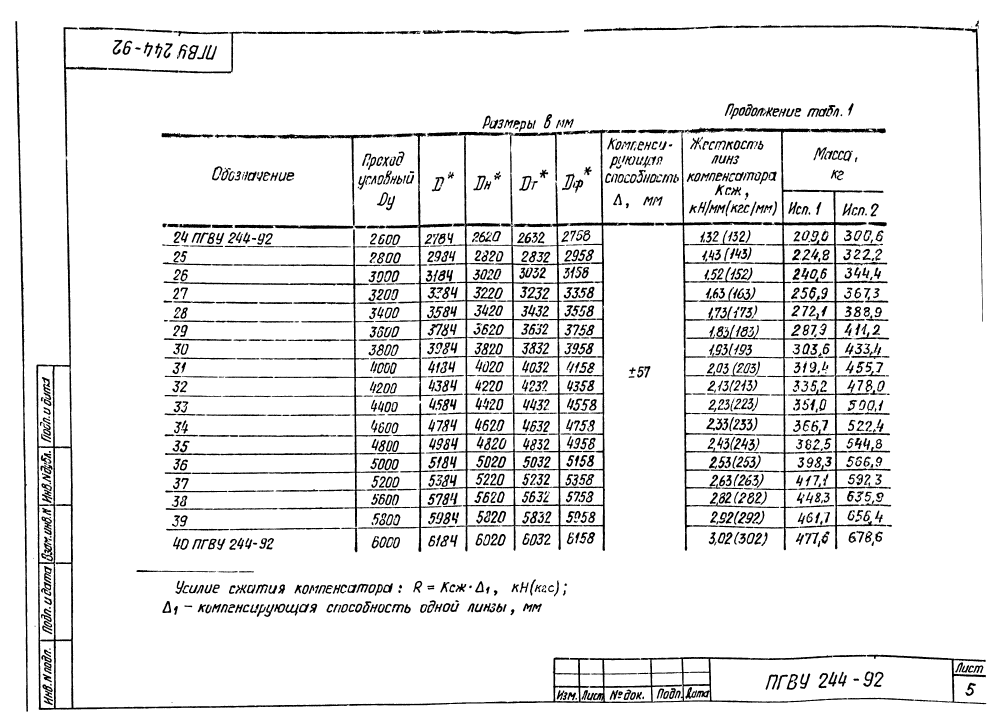 ПГВУ 244-92
Продолжение табл. 1
Размеры в мм
Обозначение | Проход условный Dу | D* | Dн* | Dт* | Dф* | Компенсирующая способность Δ, мм | Жесткость линз компенсатора Ксж, кН/мм(кгс/мм) | Масса, кг Исп. 1 | Исп. 2
24 ПГВУ 244-92 2600 2784 2620 2632 2758 1,32 (132) 209,0 300,6
25 2800 2984 2820 2832 2958 1,43 (143) 224,8 322,2
26 3000 3184 3020 3032 3158 1,52 (152) 240,6 344,4
27 3200 3384 3220 3232 3358 1,63 (163) 256,9 367,3
28 3400 3584 3420 3432 3558 1,73(173) 272,1 388,9
29 3600 3784 3620 3632 3758 1,83(183) 287,9 411,2
30 3800 3984 3820 3832 3958 1,93(193 303,6 433,4
31 4000 4184 4020 4032 4158 ±57 2,03 (203) 319,4 455,7
32 4200 4384 4220 4232 4358 2,13(213) 335,2 478,0
33 4400 4584 4420 4432 4558 2,23(223) 351,0 500,1
34 4600 4784 4620 4632 4758 2,33(233) 366,7 522,4
35 4800 4984 4820 4832 4958 2,43(243) 382,5 544,8
36 5000 5184 5020 5032 5158 2,53(253) 398,3 566,9
37 5200 5384 5220 5232 5358 2,63(263) 417,1 592,3
38 5600 5784 5620 5632 5758 2,82(282) 448,3 635,9
39 5800 5984 5820 5832 5958 2,92(292) 461,7 656,4
40 ПГВУ 244-92 6000 6184 6020 6032 6158 3,02(302) 477,6 678,6
Усилие сжатия компенсатора: R = Ксж·Δ1, кН(кгс);
Δ1 – компенсирующая способность одной линзы, мм
Инв.N подл. Подп. и дата Взам.инв.N Инв.Nдубл. Подп. и дата
Изм. Лист № док. Подп. Дата
ПГВУ 244-92
Лист
5